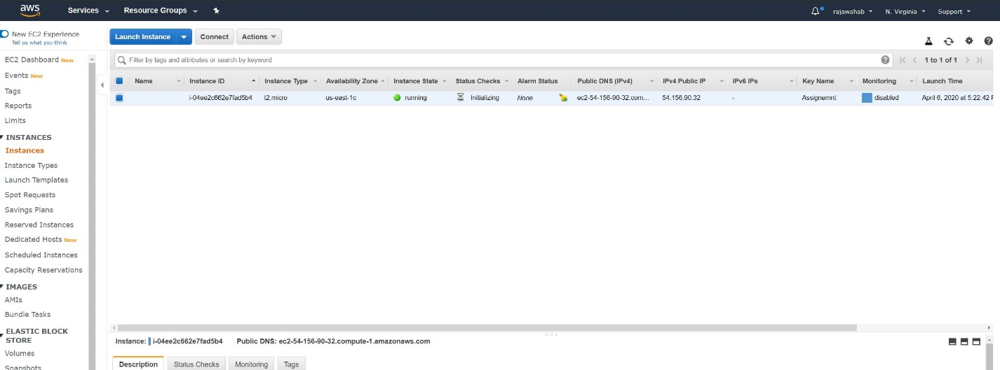 aws Services Resource Groups rajawahab N. Virginia Support
New EC2 Experience
Tell us what you think
EC2 Dashboard New
Events New
Tags
Reports
Limits
INSTANCES
Instances
Instance Types
Launch Templates
Spot Requests
Savings Plans
Reserved Instances
Dedicated Hosts New
Scheduled Instances
Capacity Reservations
IMAGES
AMIs
Bundle Tasks
ELASTIC BLOCK
STORE
Volumes
Snapshots
Launch Instance Connect Actions
Filter by tags and attributes or search by keyword 1 to 1 of 1
Name Instance ID Instance Type Availability Zone Instance State Status Checks Alarm Status Public DNS (IPv4) IPv4 Public IP IPv6 IPs Key Name Monitoring Launch Time
i-04ee2c662e7fad5b4 t2.micro us-east-1c running Initializing None ec2-54-156-90-32.com... 54.156.90.32 - Assignemnt disabled April 6, 2020 at 5:22:42 P
Instance: i-04ee2c662e7fad5b4 Public DNS: ec2-54-156-90-32.compute-1.amazonaws.com
Description Status Checks Monitoring Tags